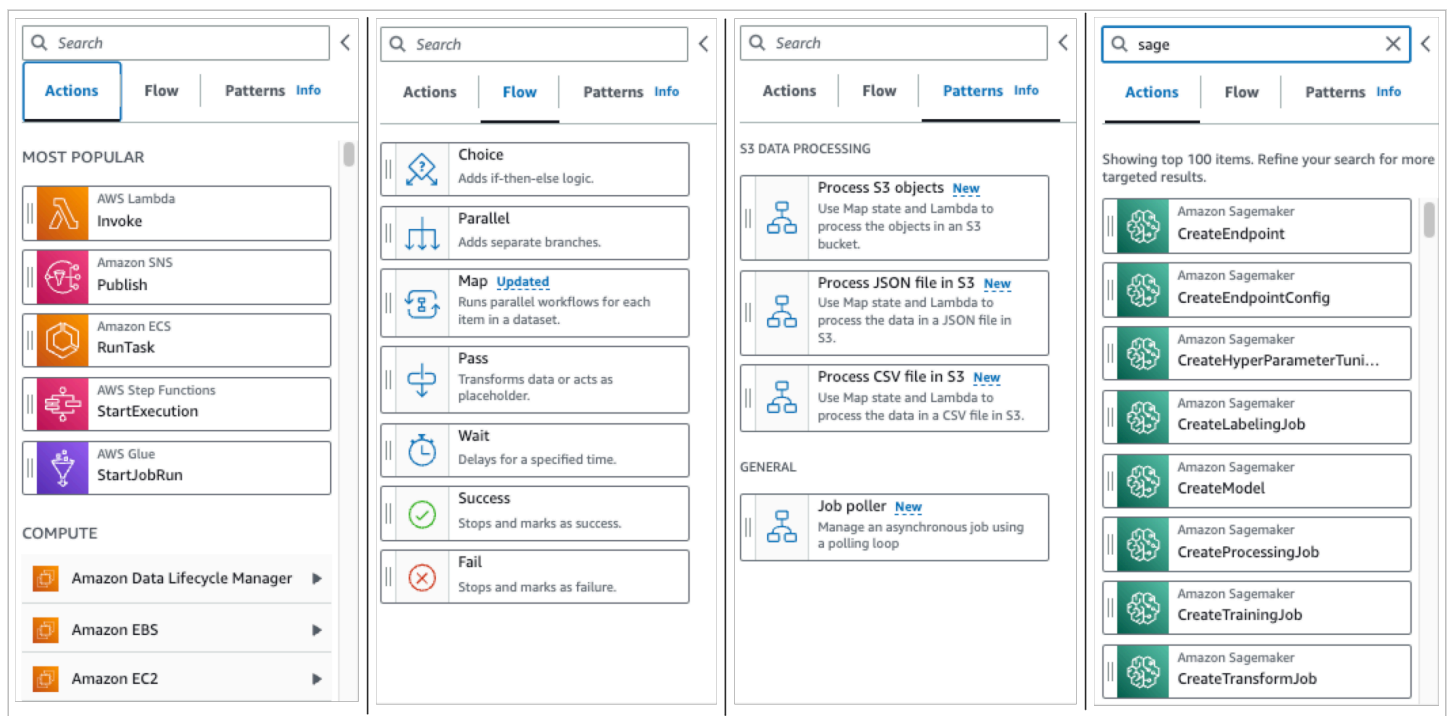 Search
Actions
Flow
Patterns Info
MOST POPULAR
AWS Lambda
Invoke
Amazon SNS
Publish
Amazon ECS
RunTask
AWS Step Functions
StartExecution
AWS Glue
StartJobRun
COMPUTE
Amazon Data Lifecycle Manager
Amazon EBS
Amazon EC2
Search
Actions
Flow
Patterns Info
Choice
Adds if-then-else logic.
Parallel
Adds separate branches.
Map Updated
Runs parallel workflows for each
item in a dataset.
Pass
Transforms data or acts as
placeholder.
Wait
Delays for a specified time.
Success
Stops and marks as success.
Fail
Stops and marks as failure.
Search
Actions
Flow
Patterns Info
S3 DATA PROCESSING
Process S3 objects New
Use Map state and Lambda to
process the objects in an S3
bucket.
Process JSON file in S3 New
Use Map state and Lambda to
process the data in a JSON file in
S3.
Process CSV file in S3 New
Use Map state and Lambda to
process the data in a CSV file in S3.
GENERAL
Job poller New
Manage an asynchronous job using
a polling loop
sage
Actions
Flow
Patterns Info
Showing top 100 items. Refine your search for more
targeted results.
Amazon Sagemaker
CreateEndpoint
Amazon Sagemaker
CreateEndpointConfig
Amazon Sagemaker
CreateHyperParameterTuni...
Amazon Sagemaker
CreateLabelingJob
Amazon Sagemaker
CreateModel
Amazon Sagemaker
CreateProcessingJob
Amazon Sagemaker
CreateTrainingJob
Amazon Sagemaker
CreateTransformJob